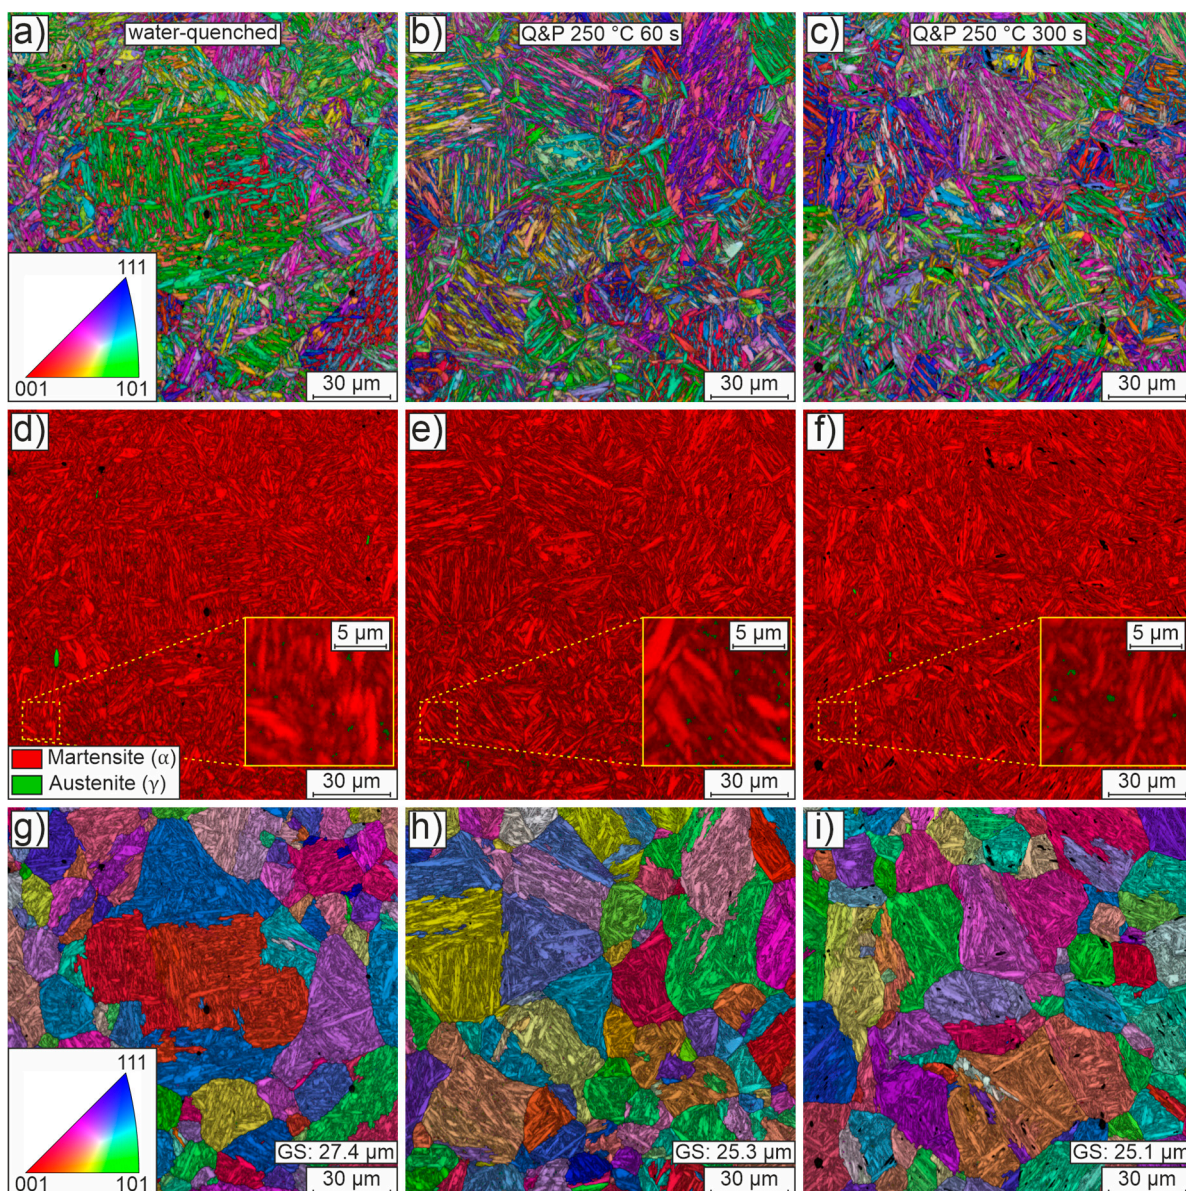 a)
water-quenched
111
001
101
30 µm
b)
Q&P 250 °C 60 s
30 µm
c)
Q&P 250 °C 300 s
30 µm
d)
5 µm
Martensite (α)
Austenite (γ)
30 µm
e)
5 µm
30 µm
f)
5 µm
30 µm
g)
111
001
101
GS: 27.4 µm
30 µm
h)
GS: 25.3 µm
30 µm
i)
GS: 25.1 µm
30 µm